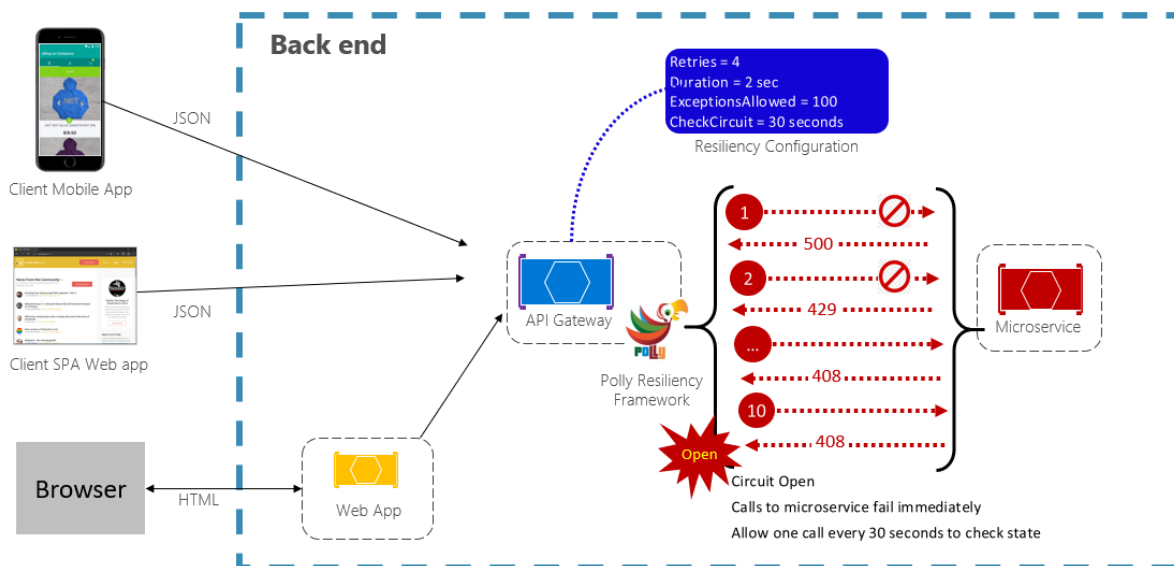 Back end
Retries = 4
Duration = 2 sec
ExceptionsAllowed = 100
CheckCircuit = 30 seconds
Resiliency Configuration
JSON
Client Mobile App
1
500
2
429
...
408
10
408
API Gateway
Microservice
POLLY
Polly Resiliency
Framework
JSON
Client SPA Web app
Open
Browser
HTML
Web App
Circuit Open
Calls to microservice fail immediately
Allow one call every 30 seconds to check state